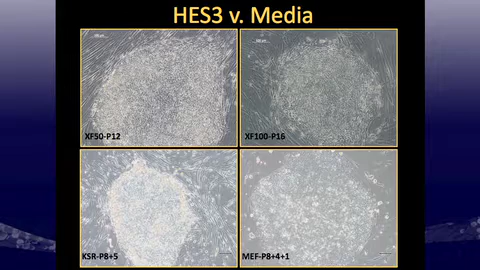 HES3 v. Media
XF50-P12
XF100-P16
KSR-P8+5
MEF-P8+4+1